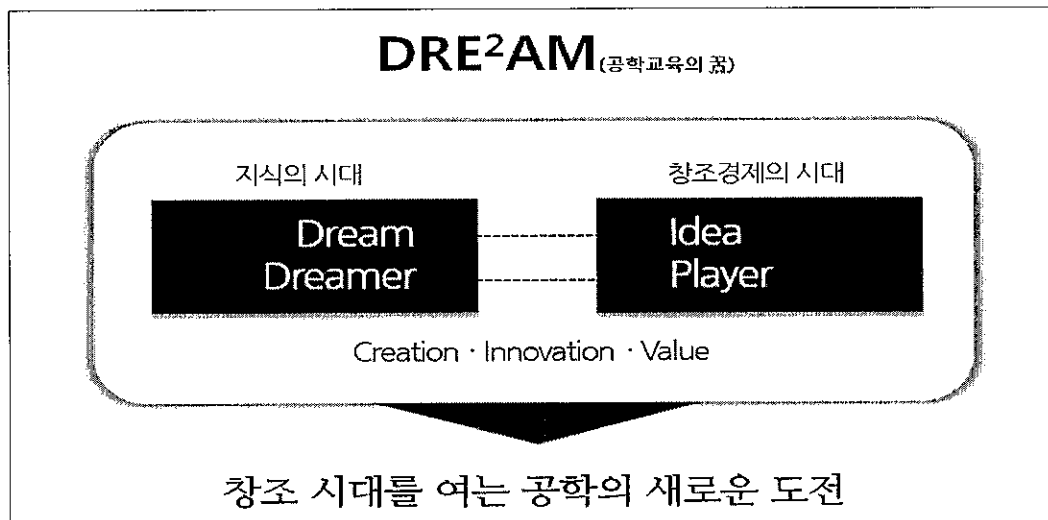 DRE²AM(공학교육의 꿈)
지식의 시대
창조경제의 시대
Dream
Dreamer
Idea
Player
Creation · Innovation · Value
창조 시대를 여는 공학의 새로운 도전